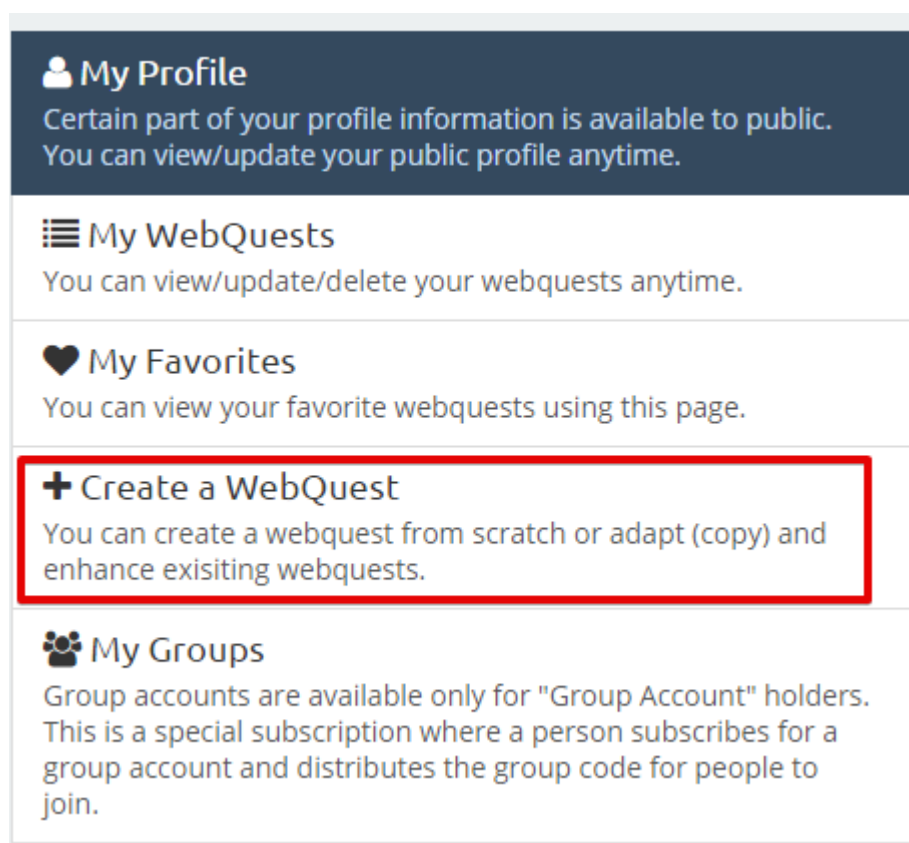 My Profile
Certain part of your profile information is available to public.
You can view/update your public profile anytime.
My WebQuests
You can view/update/delete your webquests anytime.
My Favorites
You can view your favorite webquests using this page.
Create a WebQuest
You can create a webquest from scratch or adapt (copy) and
enhance exisiting webquests.
My Groups
Group accounts are available only for "Group Account" holders.
This is a special subscription where a person subscribes for a
group account and distributes the group code for people to
join.